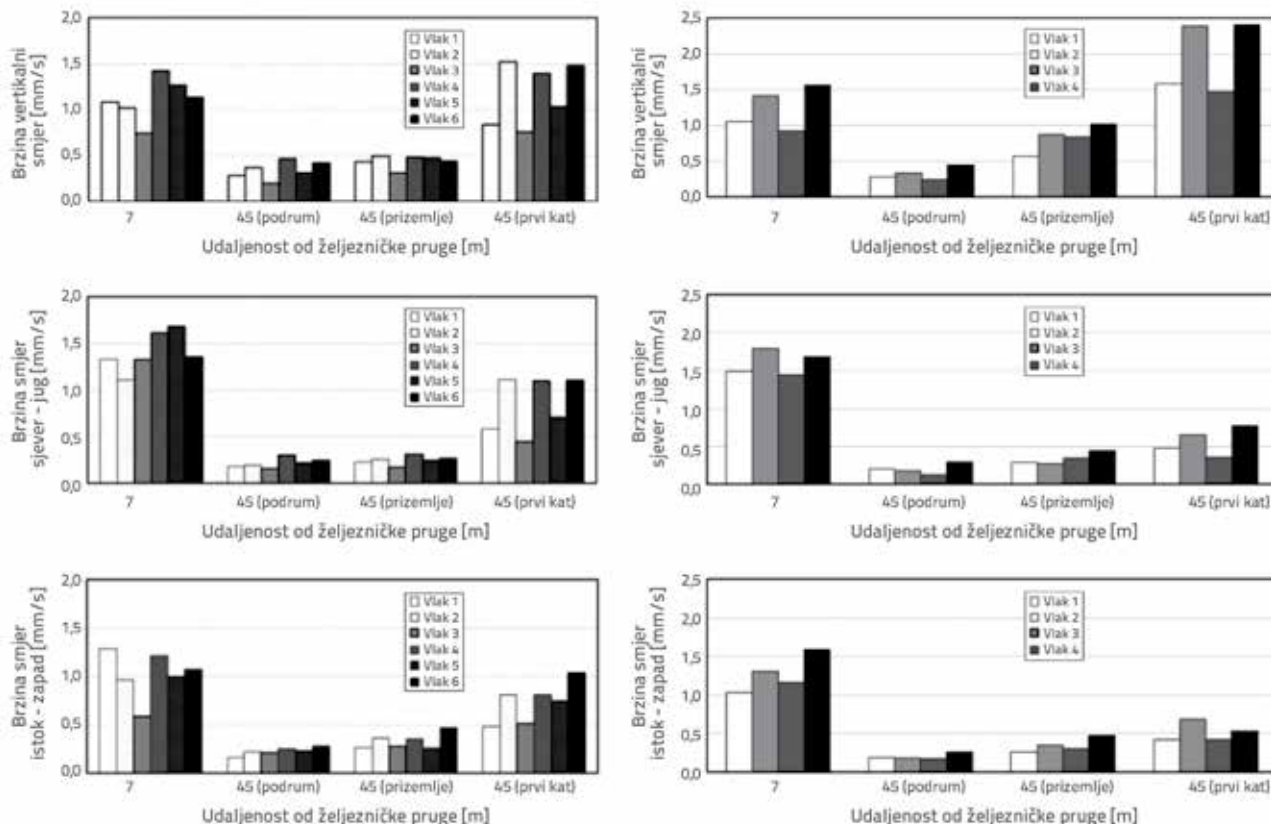 Brzina vertikalni
smjer [mm/s]
2,0
1,5
1,0
0,5
0,0
Vlak 1
Vlak 2
Vlak 3
Vlak 4
Vlak 5
Vlak 6
7
45 (podrum)
45 (prizemlje)
45 (prvi kat)
Udaljenost od željezničke pruge [m]
Brzina vertikalni
smjer [mm/s]
2,5
2,0
1,5
1,0
0,5
0,0
Vlak 1
Vlak 2
Vlak 3
Vlak 4
7
45 (podrum)
45 (prizemlje)
45 (prvi kat)
Udaljenost od željezničke pruge [m]
Brzina smjer
sjever - jug [mm/s]
2,0
1,5
1,0
0,5
0,0
Vlak 1
Vlak 2
Vlak 3
Vlak 4
Vlak 5
Vlak 6
7
45 (podrum)
45 (prizemlje)
45 (prvi kat)
Udaljenost od željezničke pruge [m]
Brzina smjer
sjever - jug [mm/s]
2,5
2,0
1,5
1,0
0,5
0,0
Vlak 1
Vlak 2
Vlak 3
Vlak 4
7
45 (podrum)
45 (prizemlje)
45 (prvi kat)
Udaljenost od željezničke pruge [m]
Brzina smjer
istok - zapad [mm/s]
2,0
1,5
1,0
0,5
0,0
Vlak 1
Vlak 2
Vlak 3
Vlak 4
Vlak 5
Vlak 6
7
45 (podrum)
45 (prizemlje)
45 (prvi kat)
Udaljenost od željezničke pruge [m]
Brzina smjer
istok - zapad [mm/s]
2,5
2,0
1,5
1,0
0,5
0,0
Vlak 1
Vlak 2
Vlak 3
Vlak 4
7
45 (podrum)
45 (prizemlje)
45 (prvi kat)
Udaljenost od željezničke pruge [m]